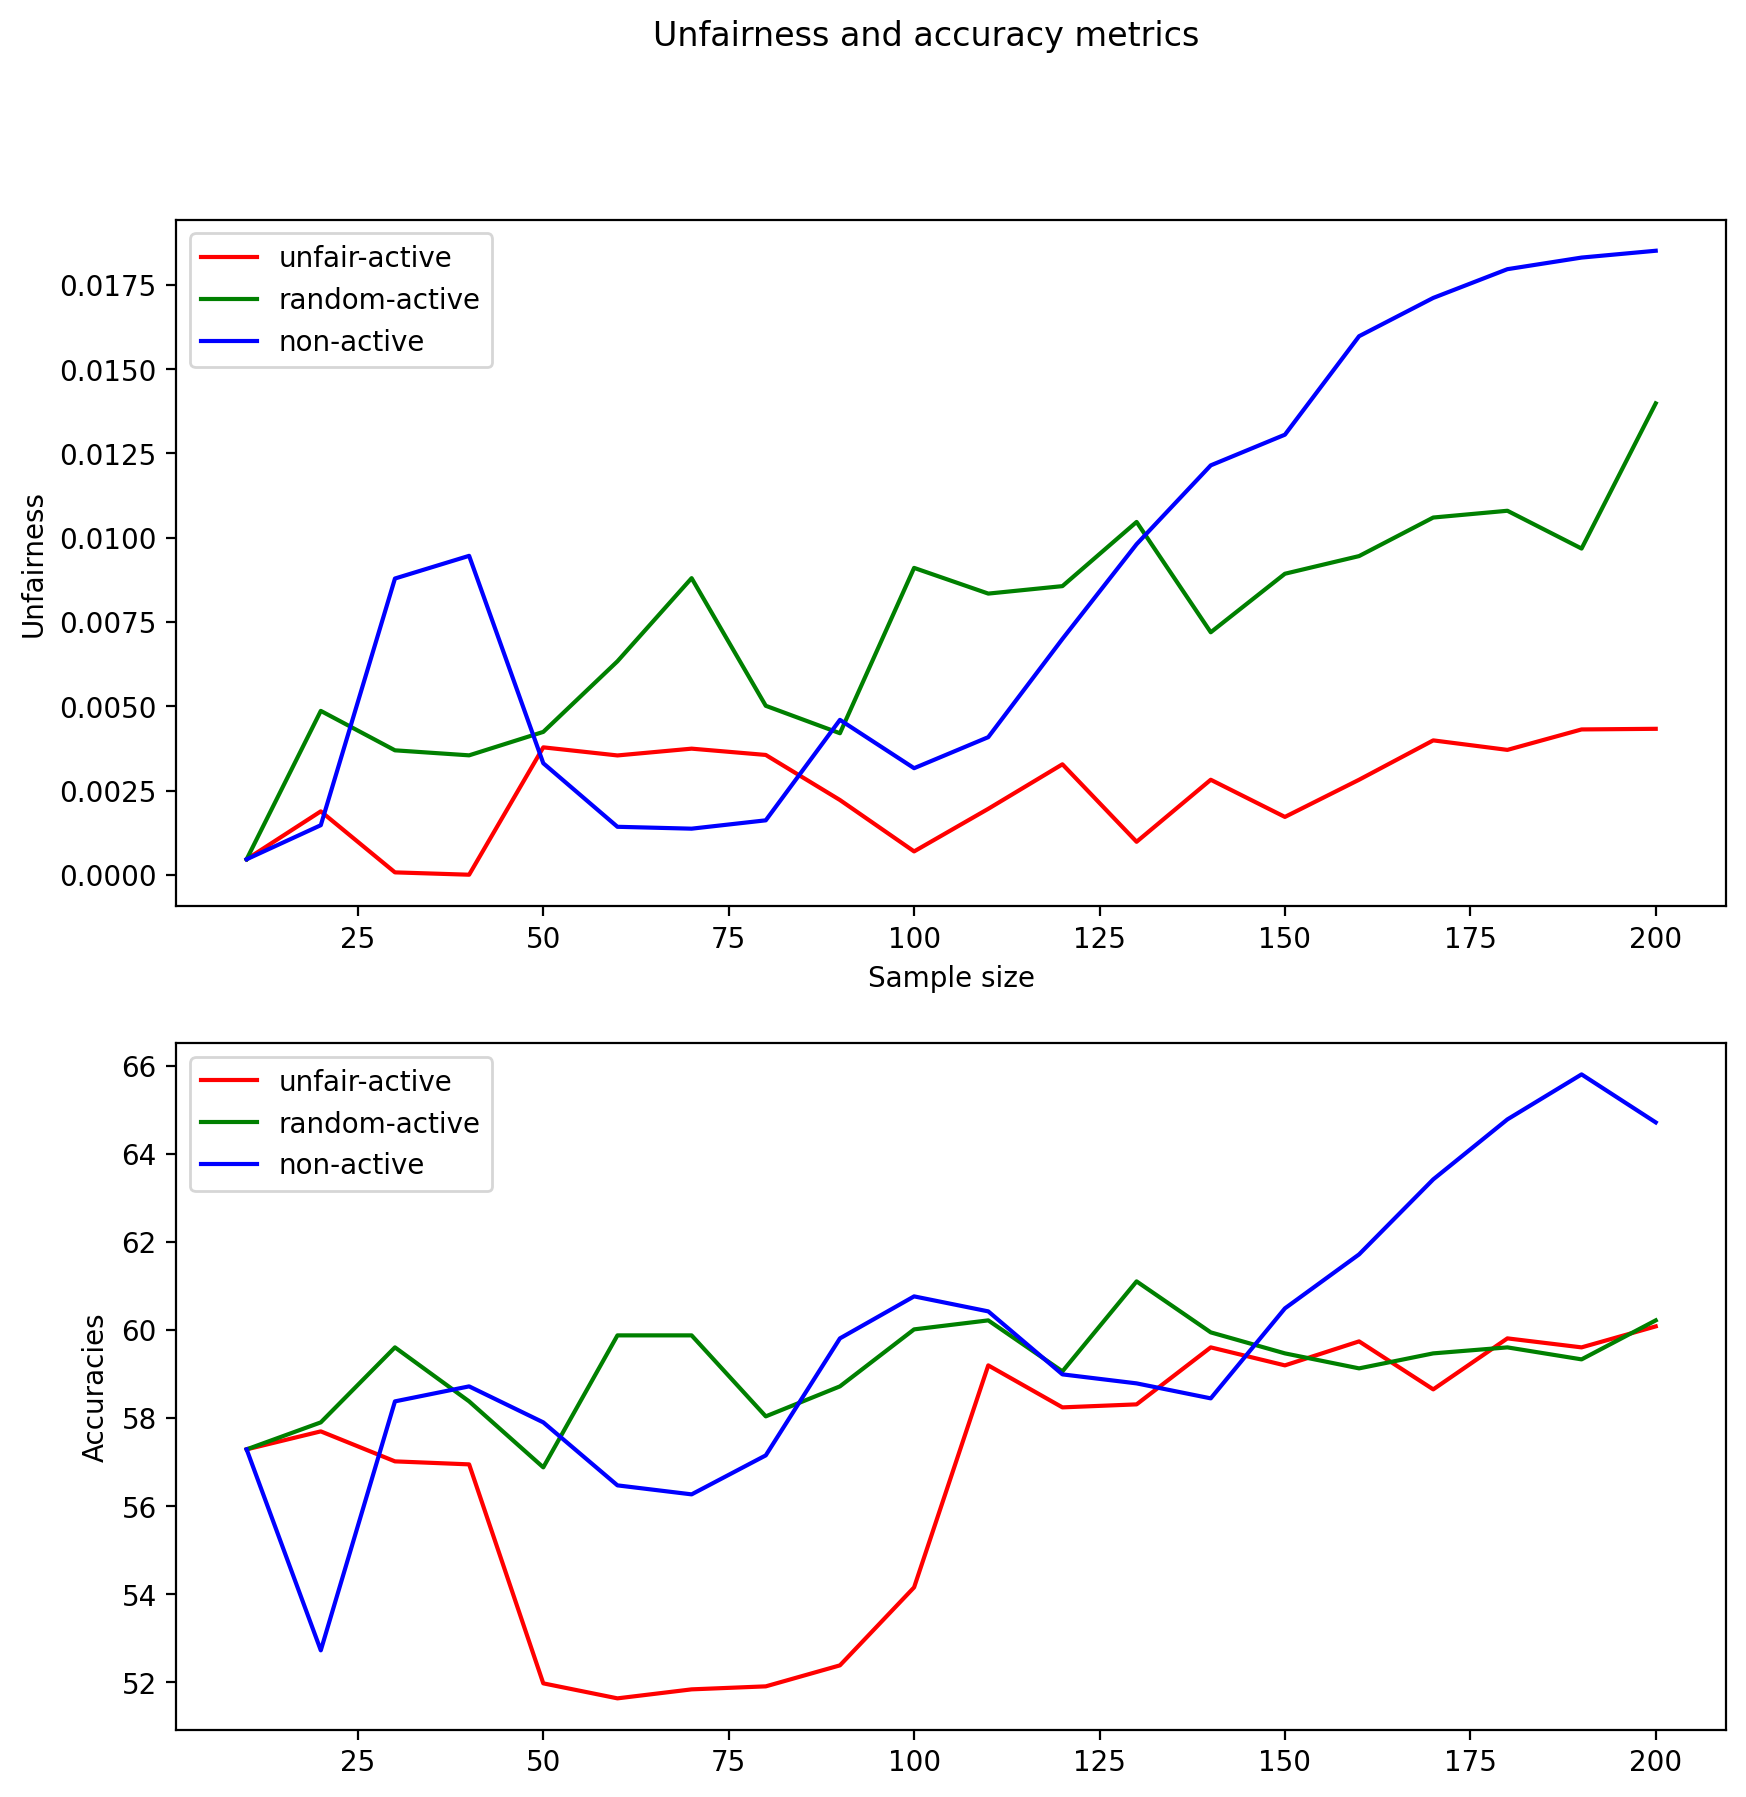 Unfairness and accuracy metrics
unfair-active
random-active
non-active
0.0175
0.0150
0.0125
0.0100
0.0075
0.0050
0.0025
0.0000
Unfairness
25 50 75 100 125 150 175 200
Sample size
unfair-active
random-active
non-active
66
64
62
60
58
56
54
52
Accuracies
25 50 75 100 125 150 175 200